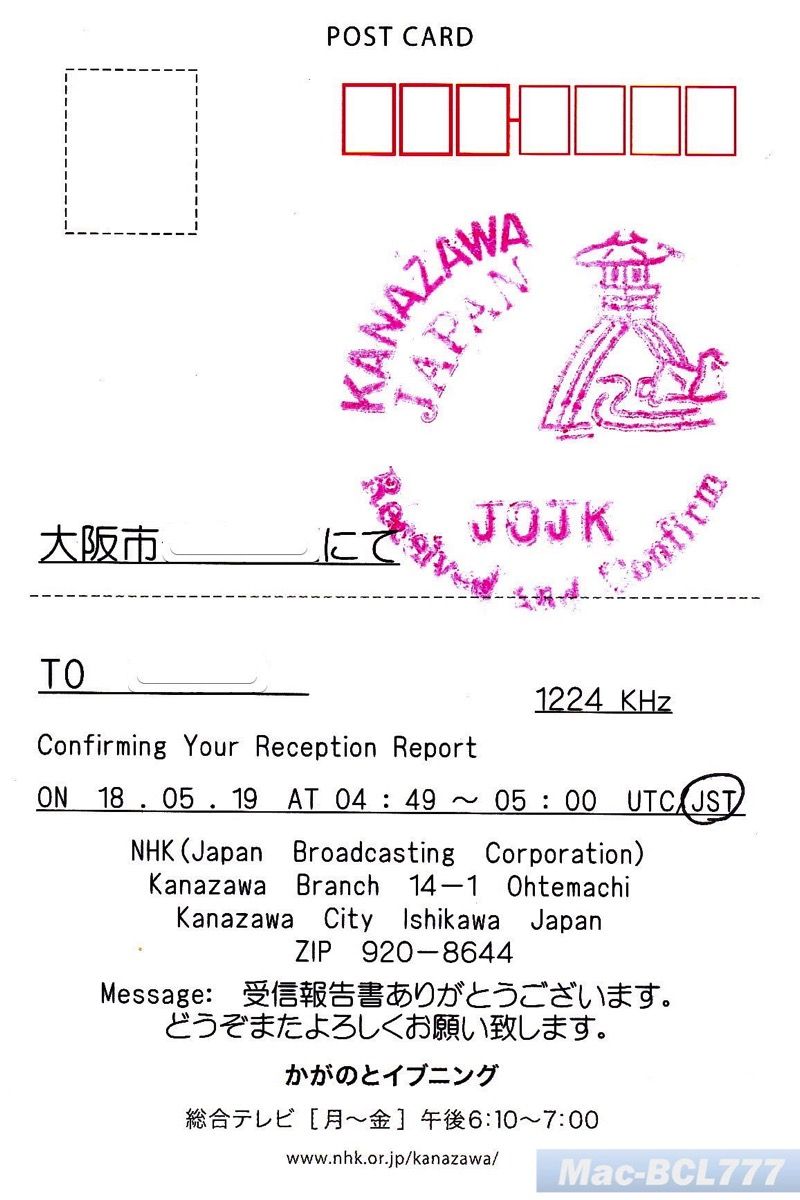 POST CARD
KANAZAWA
JAPAN
JOJK
Received and Confirm
大阪市 にて
TO
1224 KHz
Confirming Your Reception Report
ON 18.05.19 AT 04:49～05:00 UTC/JST
NHK(Japan Broadcasting Corporation)
Kanazawa Branch 14－1 Ohtemachi
Kanazawa City Ishikawa Japan
ZIP 920－8644
Message: 受信報告書ありがとうございます。
どうぞまたよろしくお願い致します。
かがのとイブニング
総合テレビ［月～金］午後6:10～7:00
www.nhk.or.jp/kanazawa/
Mac-BCL777